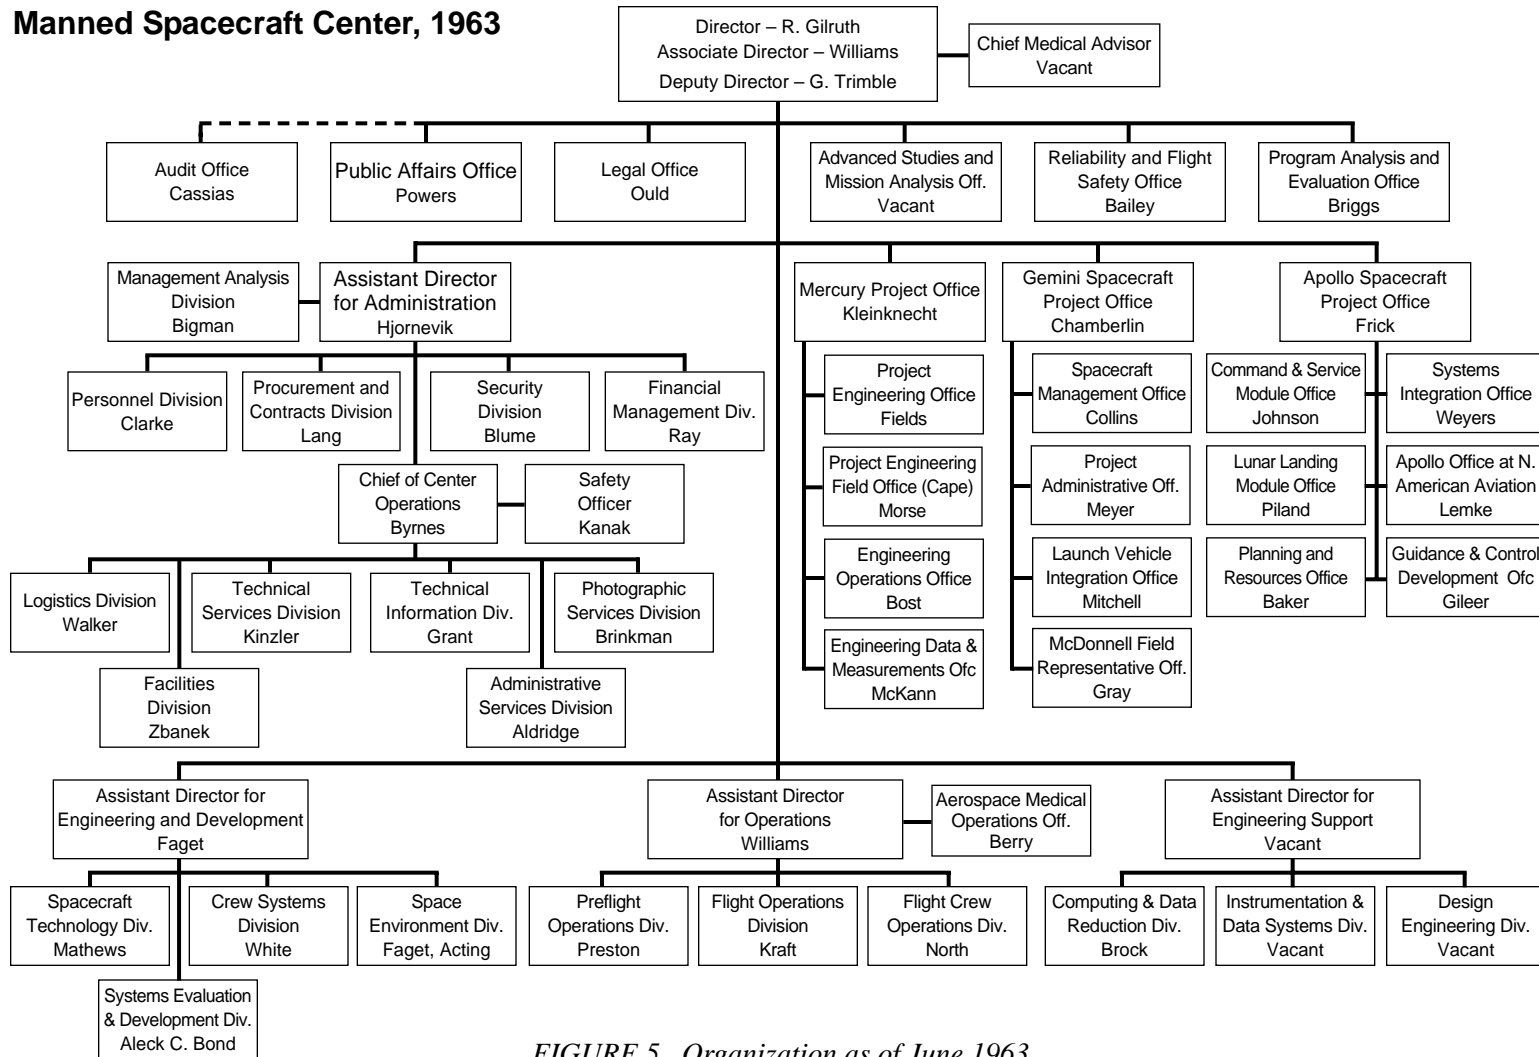 Manned Spacecraft Center, 1963
Director – R. Gilruth
Associate Director – Williams
Deputy Director – G. Trimble
Chief Medical Advisor
Vacant
Audit Office
Cassias
Public Affairs Office
Powers
Legal Office
Ould
Advanced Studies and
Mission Analysis Off.
Vacant
Reliability and Flight
Safety Office
Bailey
Program Analysis and
Evaluation Office
Briggs
Management Analysis
Division
Bigman
Assistant Director
for Administration
Hjornevik
Mercury Project Office
Kleinknecht
Gemini Spacecraft
Project Office
Chamberlin
Apollo Spacecraft
Project Office
Frick
Personnel Division
Clarke
Procurement and
Contracts Division
Lang
Security
Division
Blume
Financial
Management Div.
Ray
Chief of Center
Operations
Byrnes
Safety
Officer
Kanak
Logistics Division
Walker
Technical
Services Division
Kinzler
Technical
Information Div.
Grant
Photographic
Services Division
Brinkman
Facilities
Division
Zbanek
Administrative
Services Division
Aldridge
Project
Engineering Office
Fields
Project Engineering
Field Office (Cape)
Morse
Engineering
Operations Office
Bost
Engineering Data &
Measurements Ofc
McKann
Spacecraft
Management Office
Collins
Project
Administrative Off.
Meyer
Launch Vehicle
Integration Office
Mitchell
McDonnell Field
Representative Off.
Gray
Command & Service
Module Office
Johnson
Systems
Integration Office
Weyers
Lunar Landing
Module Office
Piland
Apollo Office at N.
American Aviation
Lemke
Planning and
Resources Office
Baker
Guidance & Control
Development Ofc
Gileer
Assistant Director for
Engineering and Development
Faget
Assistant Director
for Operations
Williams
Aerospace Medical
Operations Off.
Berry
Assistant Director for
Engineering Support
Vacant
Spacecraft
Technology Div.
Mathews
Crew Systems
Division
White
Space
Environment Div.
Faget, Acting
Preflight
Operations Div.
Preston
Flight Operations
Division
Kraft
Flight Crew
Operations Div.
North
Computing & Data
Reduction Div.
Brock
Instrumentation &
Data Systems Div.
Vacant
Design
Engineering Div.
Vacant
Systems Evaluation
& Development Div.
Aleck C. Bond
FIGURE 5. Organization as of June 1963